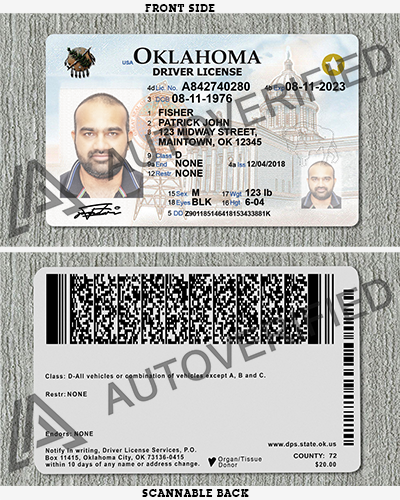 FRONT SIDE
USA OKLAHOMA
DRIVER LICENSE
4d Lic No. A842740280 4b Exp 08-11-2023
3 DOB 08-11-1976
1 FISHER
2 PATRICK JOHN
8 123 MIDWAY STREET,
MAINTOWN, OK 12345
9 Class D
9a End NONE 4a Iss 12/04/2018
12 Restr NONE
15 Sex M 17 Wgt 123 lb
18 Eyes BLK 16 Hgt 6-04
5 DD Z90118514641815343381K
AUTOVERIFIED
Class: D-All vehicles or combination of vehicles except A, B and C.
Restr: NONE
Endors: NONE
Notify in writing, Driver License Services, P.O.
Box 11415, Oklahoma City, OK 73136-0415
within 10 days of any name or address change.
Organ/Tissue
Donor
www.dps.state.ok.us
COUNTY: 72
$20.00
AUTOVERIFIED
SCANNABLE BACK